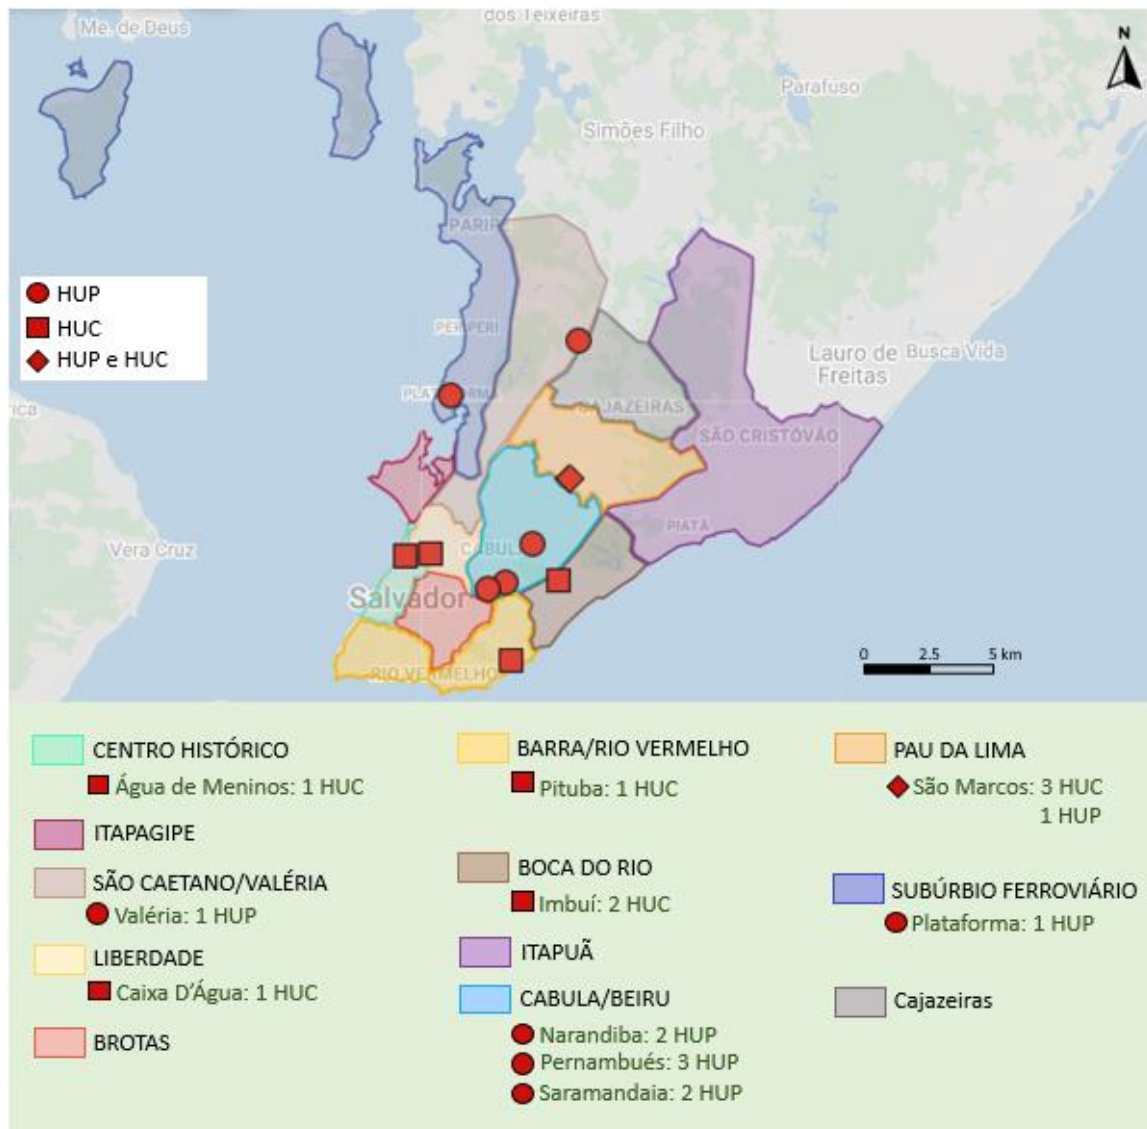 dos Teixeiras
Me. de Deus
N
Parafuso
Simões Filho
PARIPE
HUP
HUC
HUP e HUC
PERIPERI
Lauro de
Freitas
Busca Vida
PLATAFORMA
CAJAZEIRAS
SÃO CRISTÓVÃO
PIATÃ
Vera Cruz
CABULA
Salvador
RIO VERMELHO
0 2.5 5 km
CENTRO HISTÓRICO
Água de Meninos: 1 HUC
ITAPAGIPE
SÃO CAETANO/VALÉRIA
Valéria: 1 HUP
LIBERDADE
Caixa D’Água: 1 HUC
BROTAS
BARRA/RIO VERMELHO
Pituba: 1 HUC
BOCA DO RIO
Imbuí: 2 HUC
ITAPUÃ
CABULA/BEIRU
Narandiba: 2 HUP
Pernambués: 3 HUP
Saramandaia: 2 HUP
PAU DA LIMA
São Marcos: 3 HUC
1 HUP
SUBÚRBIO FERROVIÁRIO
Plataforma: 1 HUP
Cajazeiras